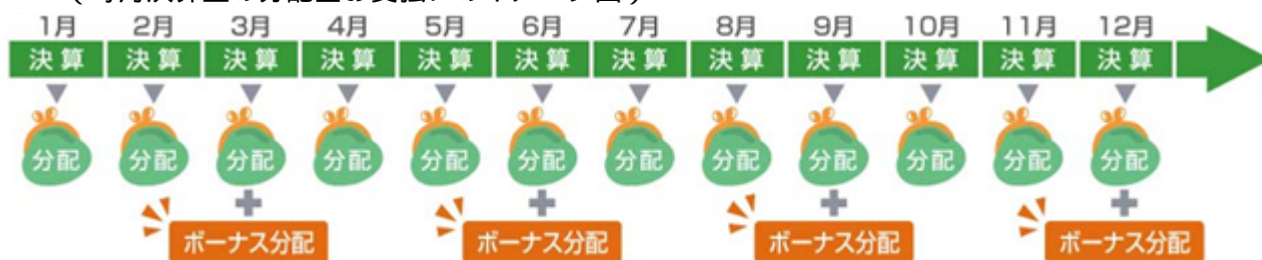 1月 2月 3月 4月 5月 6月 7月 8月 9月 10月 11月 12月
決算 決算 決算 決算 決算 決算 決算 決算 決算 決算 決算 決算
分配 分配 分配 分配 分配 分配 分配 分配 分配 分配 分配 分配
+ + + +
ボーナス分配 ボーナス分配 ボーナス分配 ボーナス分配